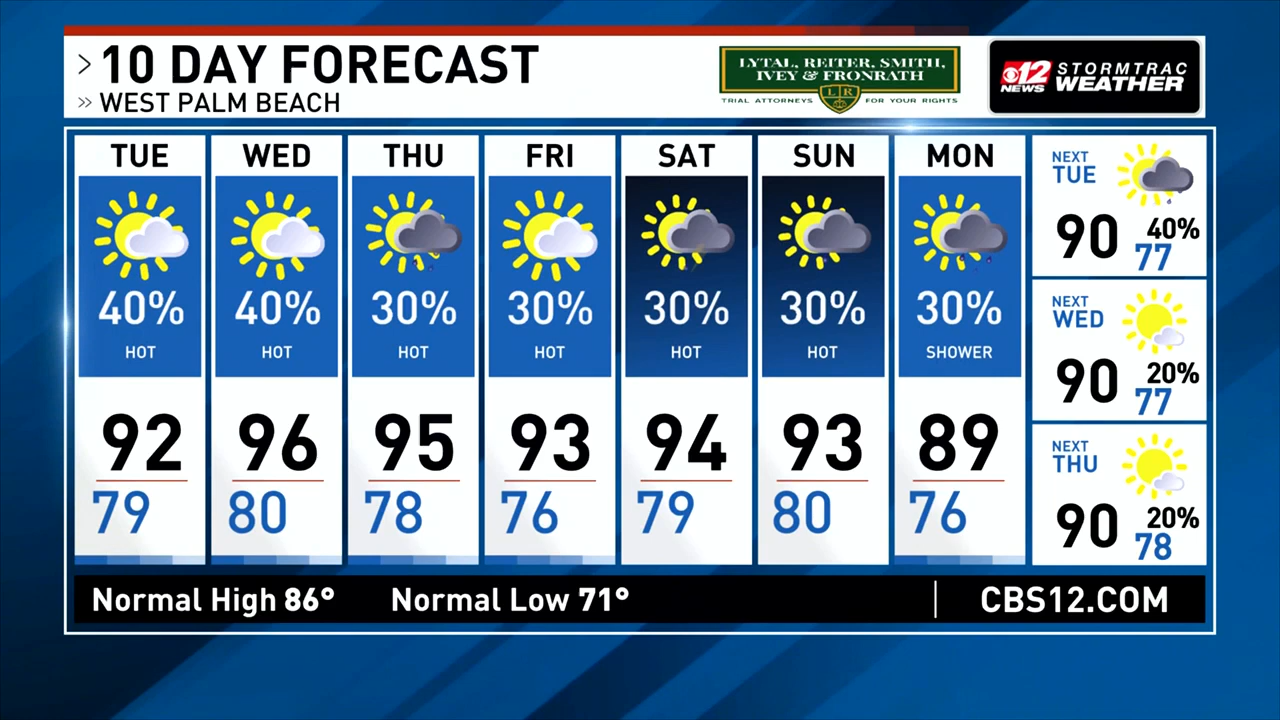 > 10 DAY FORECAST
» WEST PALM BEACH
LYTAL, REITER, SMITH,
IVEY & FRONRATH
LR
TRIAL ATTORNEYS FOR YOUR RIGHTS
12 NEWS
STORMTRAC
WEATHER
TUE
40%
HOT
92
79
WED
40%
HOT
96
80
THU
30%
HOT
95
78
FRI
30%
HOT
93
76
SAT
30%
HOT
94
79
SUN
30%
HOT
93
80
MON
30%
SHOWER
89
76
NEXT
TUE
90 40%
77
NEXT
WED
90 20%
77
NEXT
THU
90 20%
78
Normal High 86° Normal Low 71° CBS12.COM